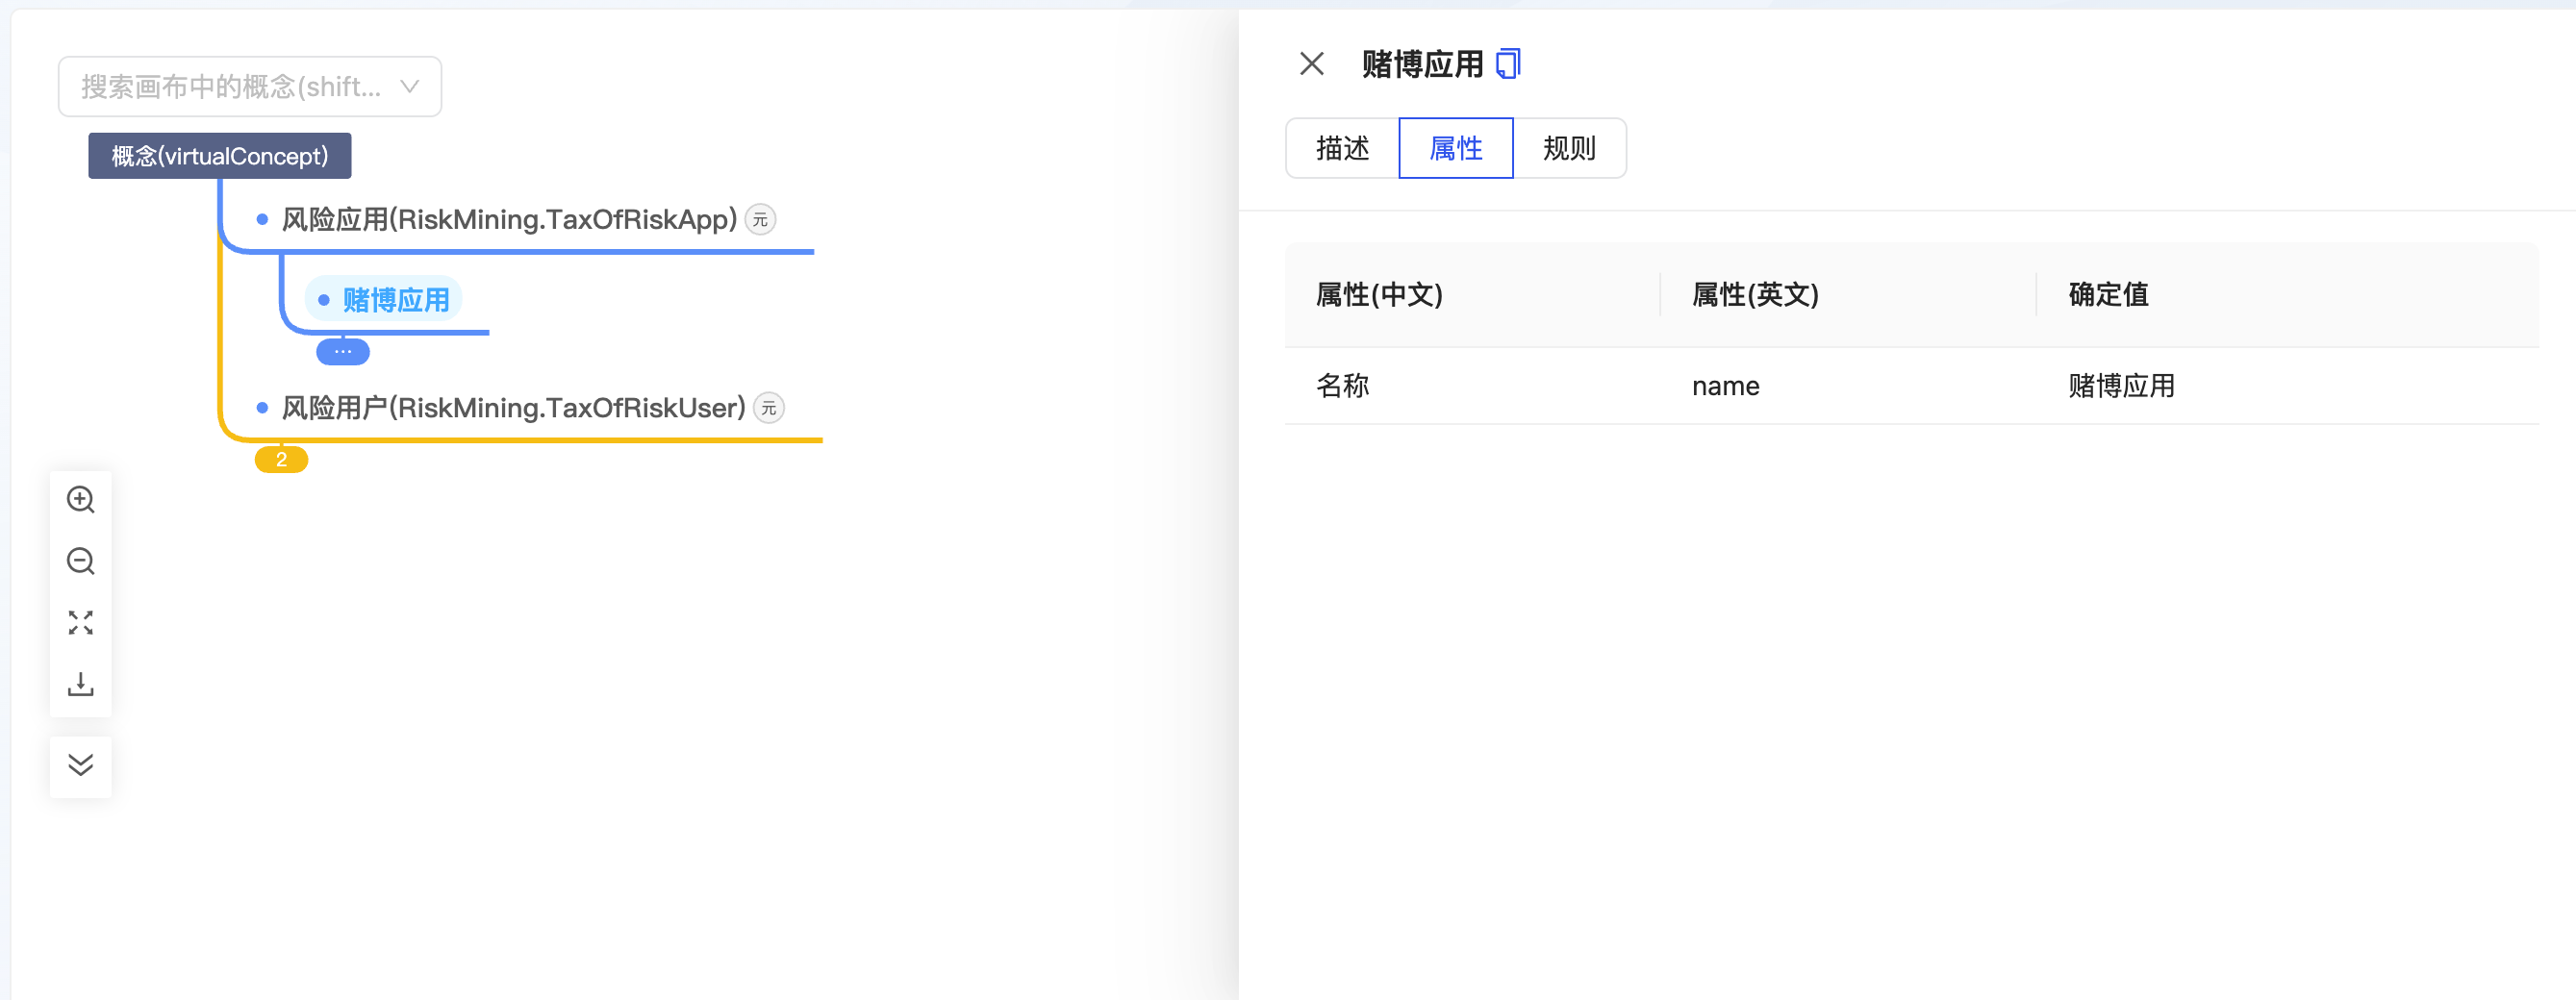 搜索画布中的概念(shift...
概念(virtualConcept)
风险应用(RiskMining.TaxOfRiskApp) 元
赌博应用
...
风险用户(RiskMining.TaxOfRiskUser) 元
2
赌博应用
描述 属性 规则
属性(中文) 属性(英文) 确定值
名称 name 赌博应用